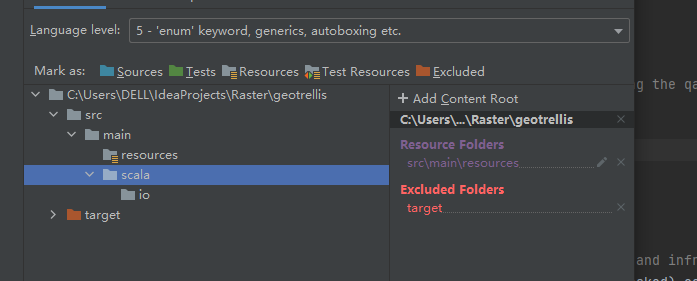 Language level: 5 - 'enum' keyword, generics, autoboxing etc.
Mark as: Sources Tests Resources Test Resources Excluded
C:\Users\DELL\IdeaProjects\Raster\geotrellis
src
main
resources
scala
io
target
+ Add Content Root
C:\Users\...\Raster\geotrellis
Resource Folders
src\main\resources
Excluded Folders
target
ng the qa
and infr